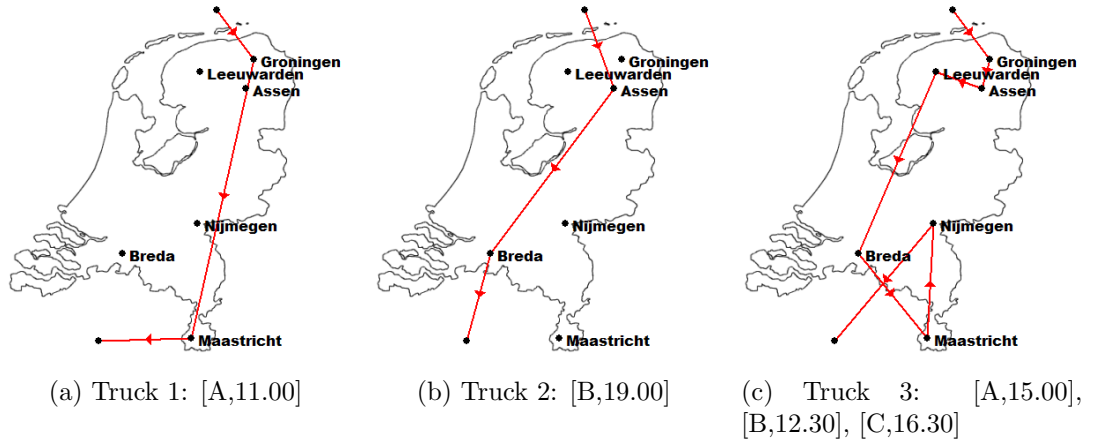 Groningen
Leeuwarden
Assen
Nijmegen
Breda
Maastricht
(a) Truck 1: [A,11.00]
Groningen
Leeuwarden
Assen
Nijmegen
Breda
Maastricht
(b) Truck 2: [B,19.00]
Groningen
Leeuwarden
Assen
Nijmegen
Breda
Maastricht
(c) Truck 3: [A,15.00],
[B,12.30], [C,16.30]